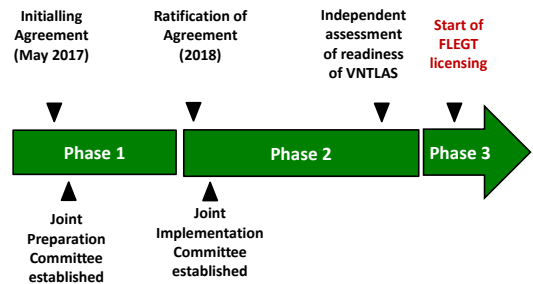 Initialling
Agreement
(May 2017)
Ratification of
Agreement
(2018)
Independent
assessment
of readiness
of VNTLAS
Start of
FLEGT
licensing
Phase 1
Phase 2
Phase 3
Joint
Preparation
Committee
established
Joint
Implementation
Committee
established